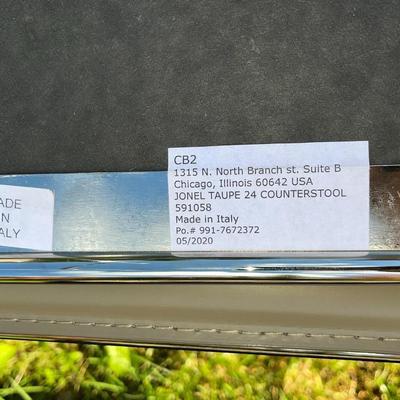 CB2
1315 N. North Branch st. Suite B
Chicago, Illinois 60642 USA
JONEL TAUPE 24 COUNTERSTOOL
591058
Made in Italy
Po.# 991-7672372
05/2020
ADE
N
ALY